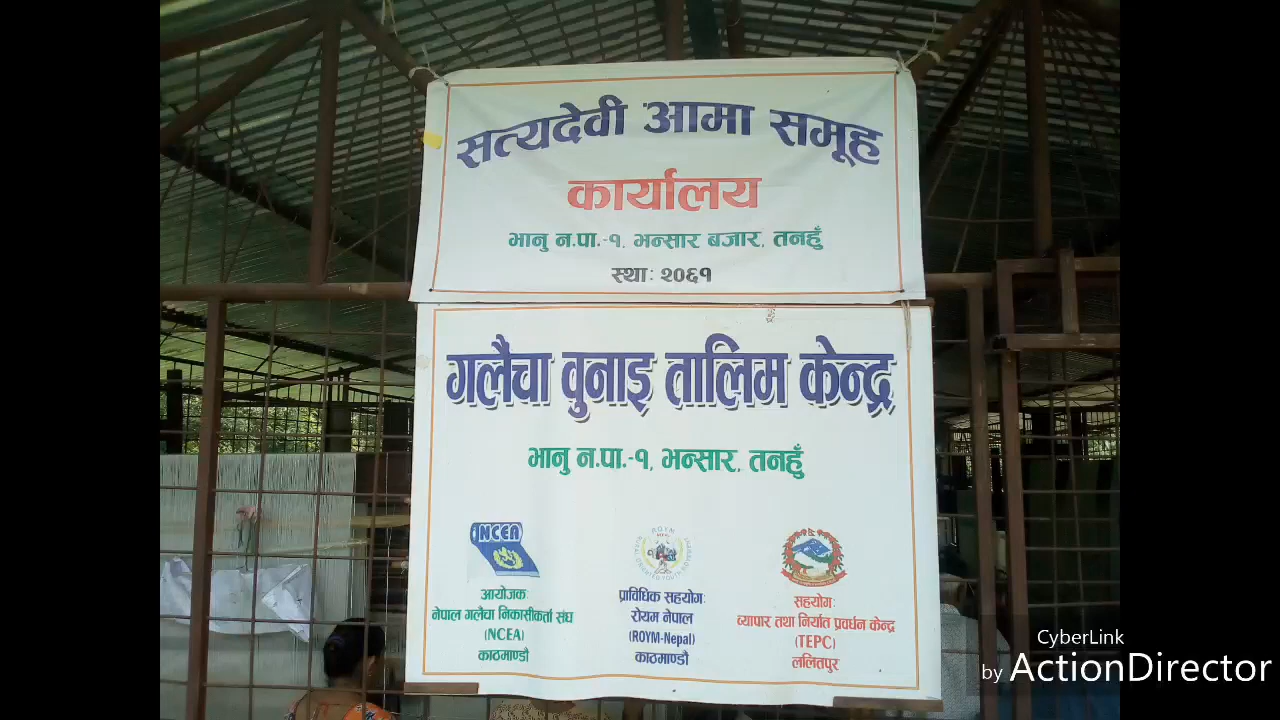 सत्यदेवी आमा समूह
कार्यालय
भानु न.पा.-१, भन्सार बजार, तनहुँ
स्था: २०६१
गलैचा वुनाइ तालिम केन्द्र
भानु न.पा.-१, भन्सार, तनहुँ
NCEA
आयोजक:
नेपाल गलैचा निकासीकर्ता संघ
(NCEA)
काठमाण्डौ
ROYM
प्राविधिक सहयोग:
रोयम नेपाल
(ROYM-Nepal)
काठमाण्डौ
सहयोग:
व्यापार तथा निर्यात प्रवर्धन केन्द्र
(TEPC)
ललितपुर
CyberLink
by ActionDirector